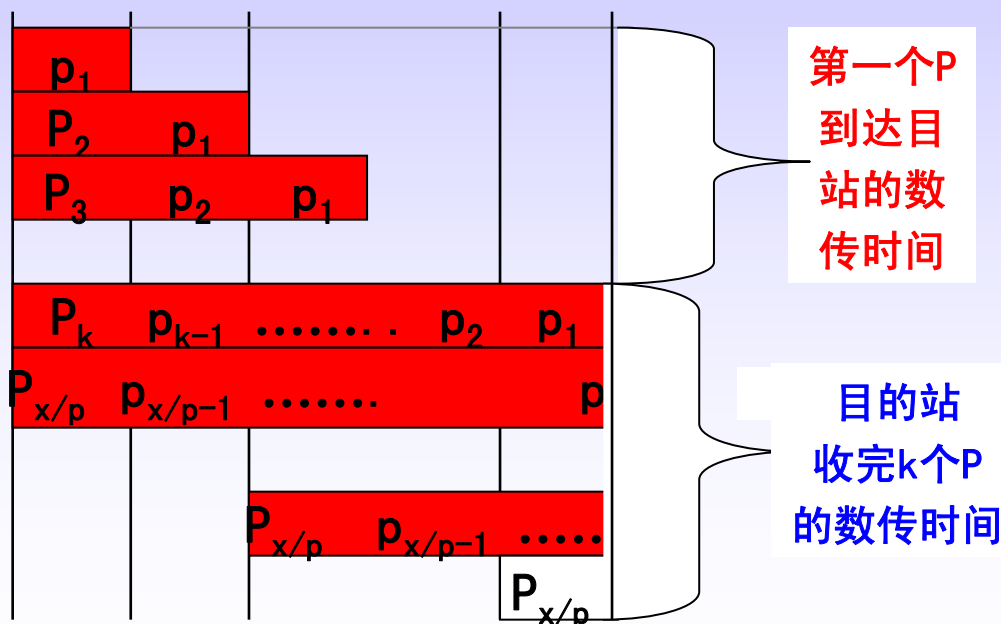 p1
P2 p1
P3 p2 p1
Pk pk-1 ........ p2 p1
Px/p px/p-1 ....... p
Px/p px/p-1 .....
Px/p
第一个P
到达目
站的数
传时间
目的站
收完k个P
的数传时间